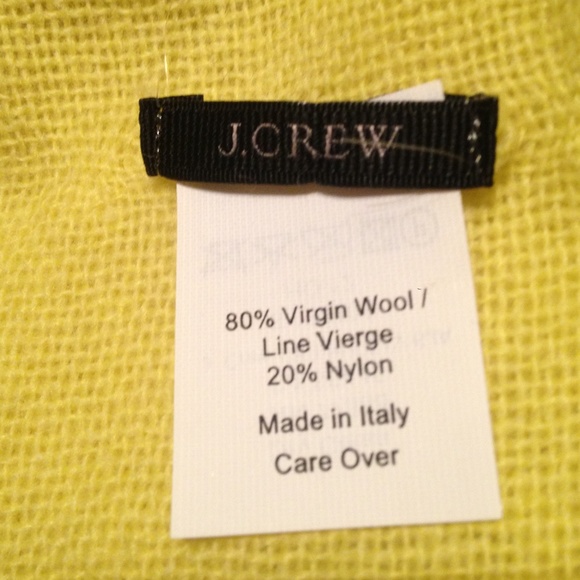 J.CREW
80% Virgin Wool /
Line Vierge
20% Nylon
Made in Italy
Care Over